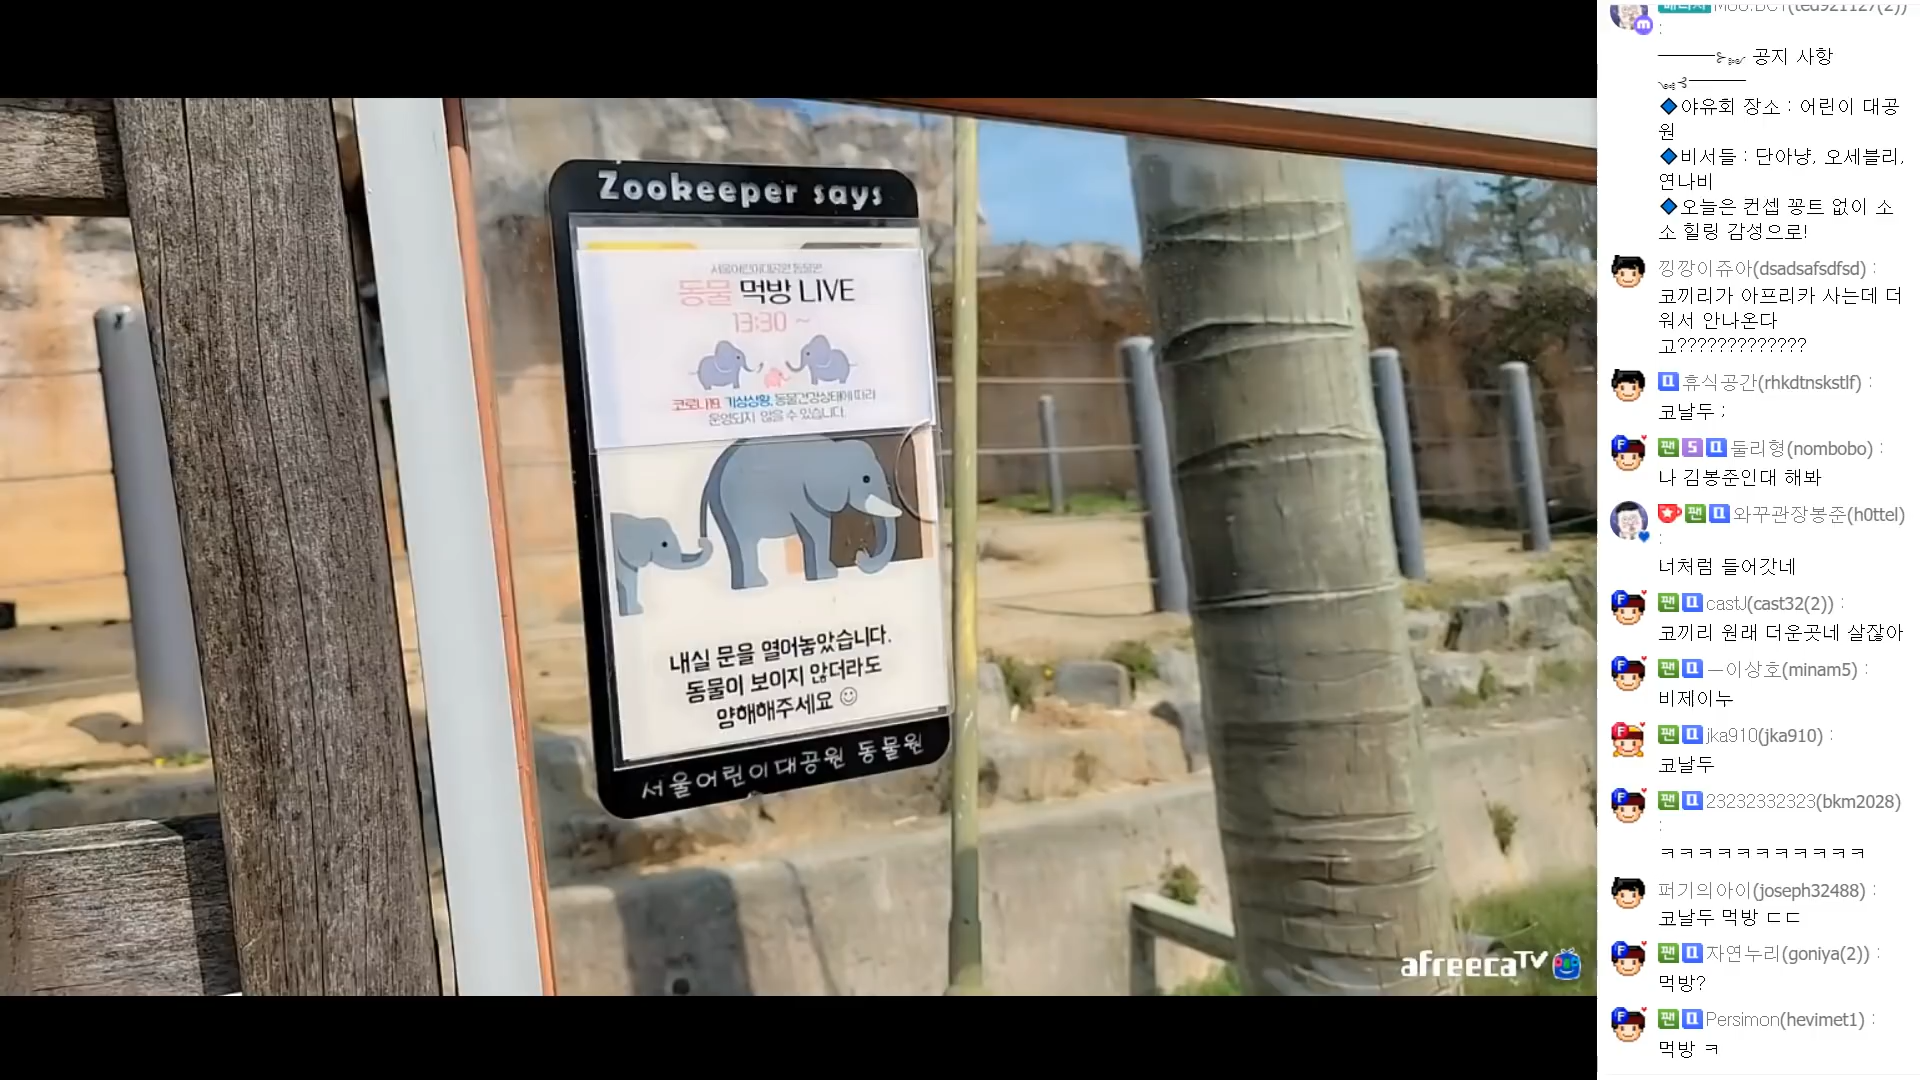 Zookeeper says
서울어린이대공원 동물원
동물 먹방 LIVE
13:30 ~
코로나19, 기상상황, 동물건강상태에 따라
운영되지 않을 수 있습니다.
내실 문을 열어놓았습니다.
동물이 보이지 않더라도
양해해주세요
서울어린이대공원 동물원
afreecaTV
:
공지 사항
🔷야유회 장소 : 어린이 대공
원
🔷비서들 : 단아냥, 오세블리,
연나비
🔷오늘은 컨셉 꽁트 없이 소
소 힐링 감성으로!
낑깡이쥬아(dsadsafsdfsd) :
코끼리가 아프리카 사는데 더
워서 안나온다
고?????????????
휴식공간(rhkdtnskstlf) :
코날두 ;
팬 S 둘리형(nombobo) :
나 김봉준인대 해봐
팬 와꾸관장봉준(h0ttel)
:
너처럼 들어갓네
팬 castJ(cast32(2)) :
코끼리 원래 더운곳네 살잖아
팬 ㅡ이상호(minam5) :
비제이누
팬 jka910(jka910) :
코날두
팬 23232332323(bkm2028)
:
ㅋㅋㅋㅋㅋㅋㅋㅋㅋㅋㅋ
퍼기의아이(joseph32488) :
코날두 먹방 ㄷㄷ
팬 자연누리(goniya(2)) :
먹방?
팬 Persimon(hevimet1) :
먹방 ㅋ